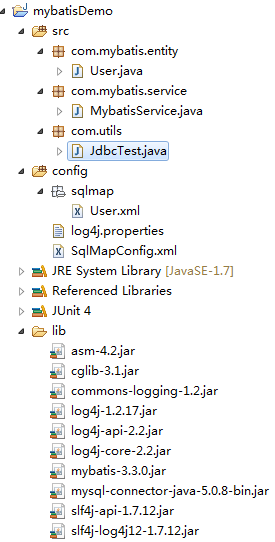 mybatisDemo
src
com.mybatis.entity
User.java
com.mybatis.service
MybatisService.java
com.utils
JdbcTest.java
config
sqlmap
User.xml
log4j.properties
SqlMapConfig.xml
JRE System Library [JavaSE-1.7]
Referenced Libraries
JUnit 4
lib
asm-4.2.jar
cglib-3.1.jar
commons-logging-1.2.jar
log4j-1.2.17.jar
log4j-api-2.2.jar
log4j-core-2.2.jar
mybatis-3.3.0.jar
mysql-connector-java-5.0.8-bin.jar
slf4j-api-1.7.12.jar
slf4j-log4j12-1.7.12.jar